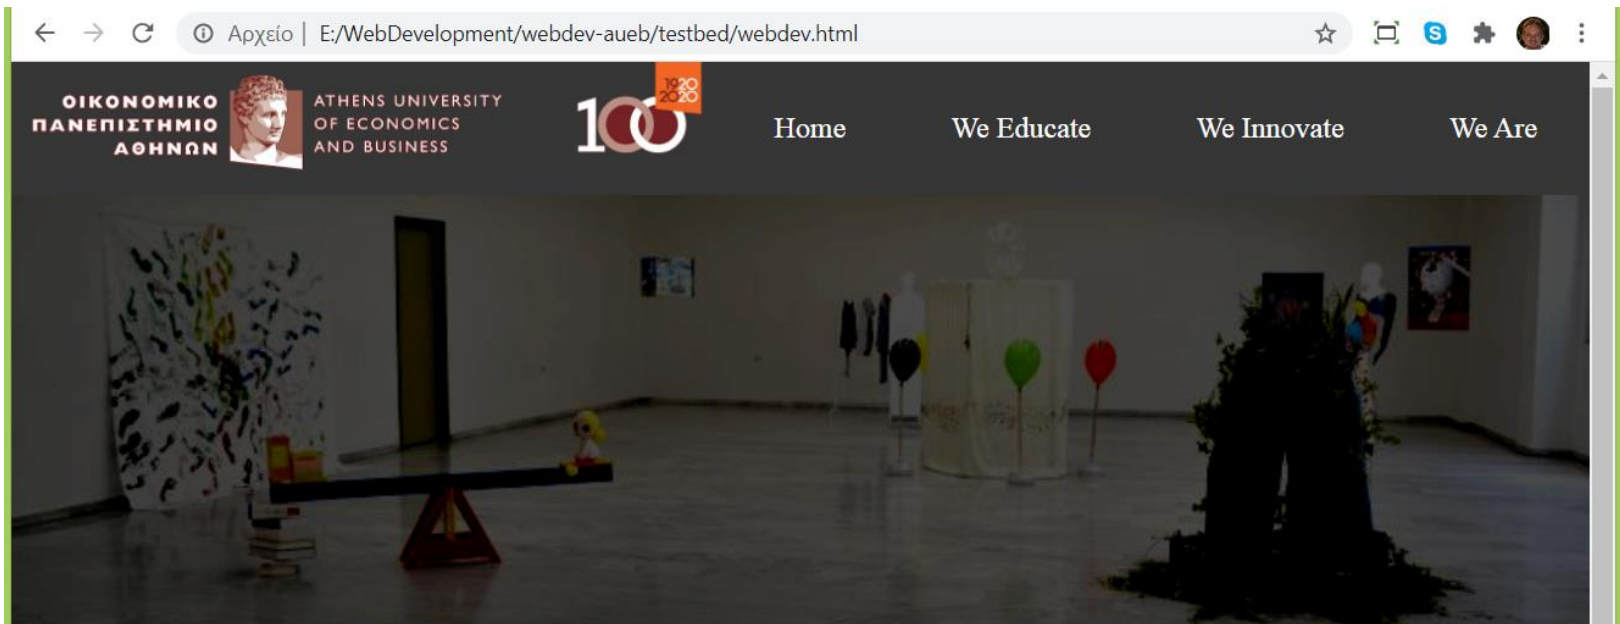 Αρχείο | E:/WebDevelopment/webdev-aueb/testbed/webdev.html
S
ΟΙΚΟΝΟΜΙΚΟ
ΠΑΝΕΠΙΣΤΗΜΙΟ
ΑΘΗΝΩΝ
ATHENS UNIVERSITY
OF ECONOMICS
AND BUSINESS
100
1920
2020
Home
We Educate
We Innovate
We Are